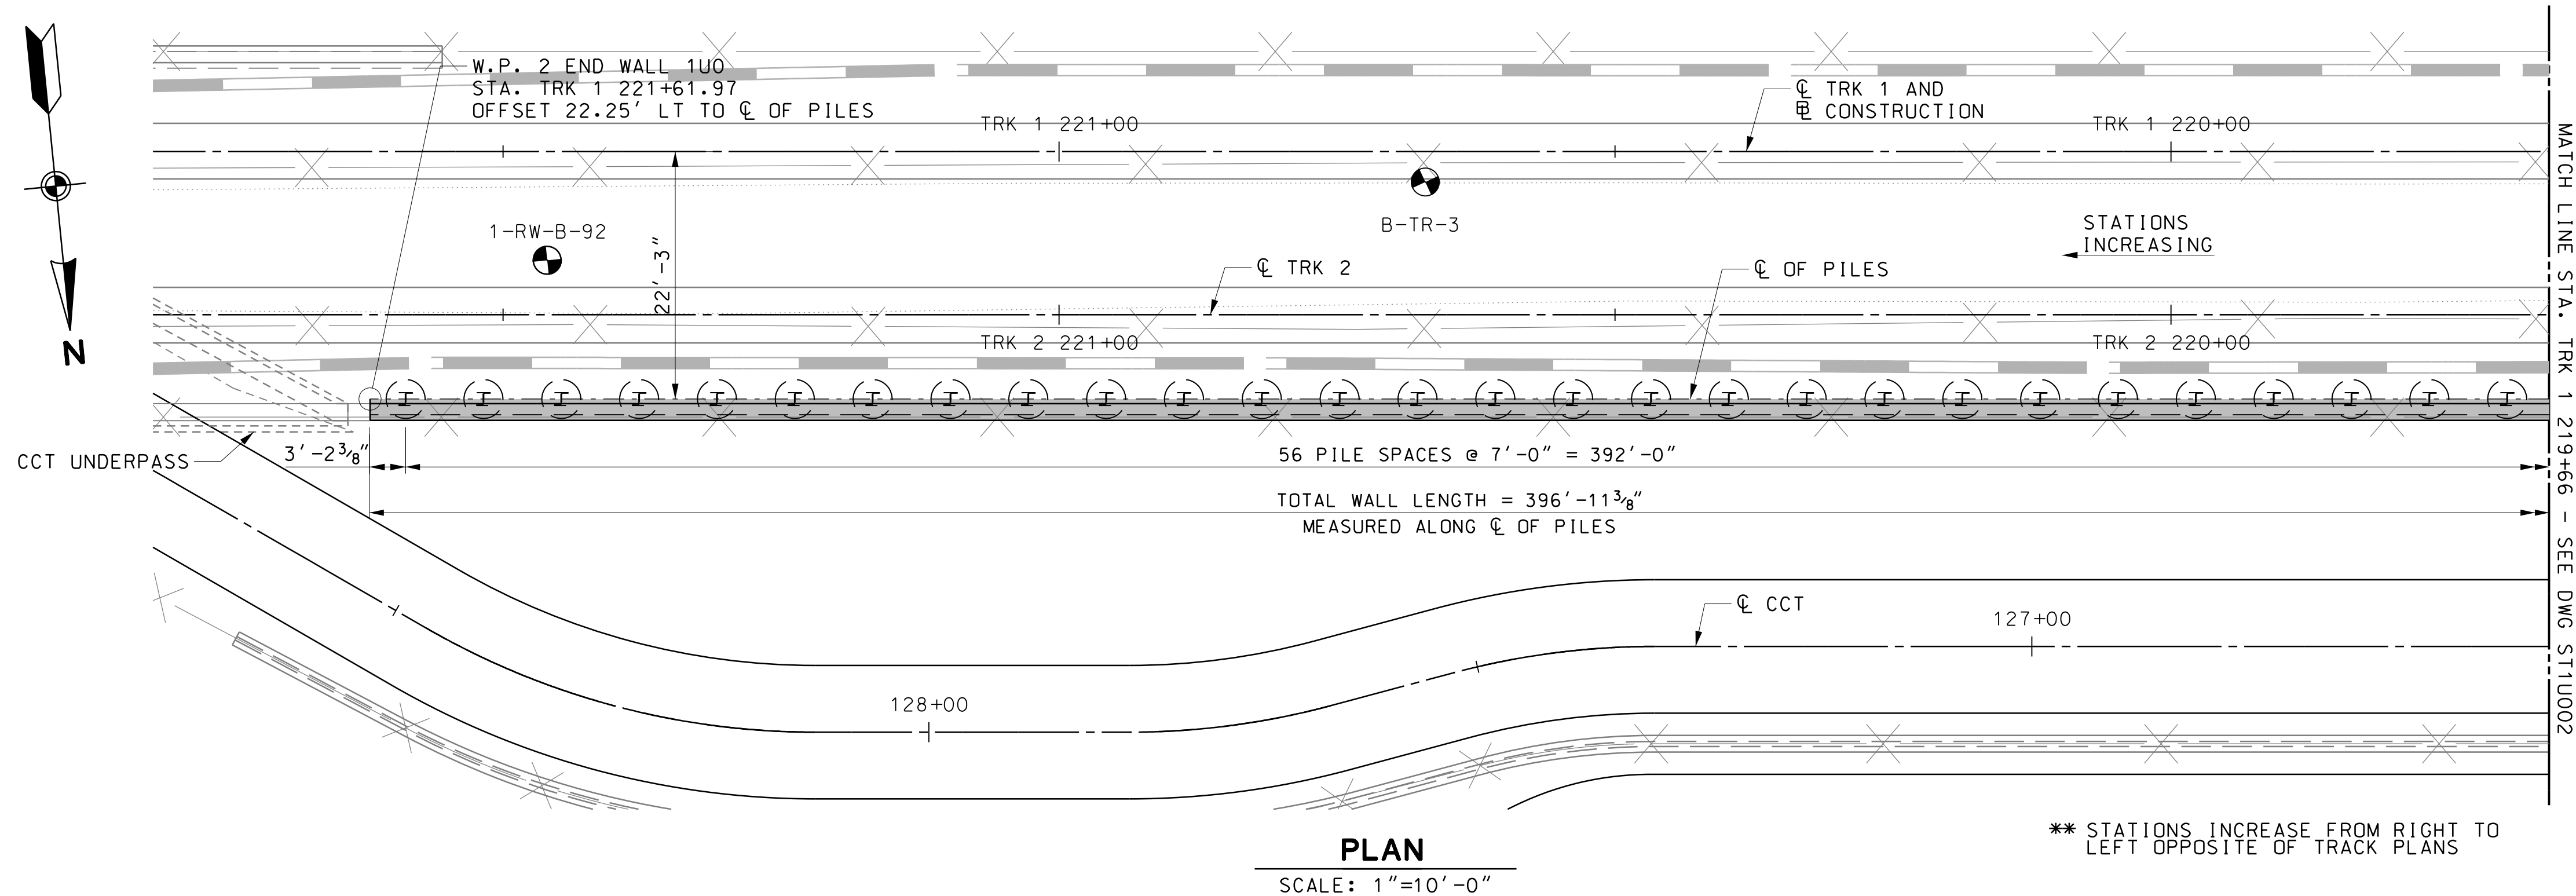 W.P. 2 END WALL 1U0
STA. TRK 1 221+61.97
OFFSET 22.25' LT TO ℄ OF PILES
℄ TRK 1 AND
B̲L̲ CONSTRUCTION
TRK 1 221+00
TRK 1 220+00
1-RW-B-92
B-TR-3
STATIONS
INCREASING
22'-3"
℄ TRK 2
℄ OF PILES
N
TRK 2 221+00
TRK 2 220+00
CCT UNDERPASS
3'-2⅜"
56 PILE SPACES @ 7'-0" = 392'-0"
TOTAL WALL LENGTH = 396'-11⅜"
MEASURED ALONG ℄ OF PILES
℄ CCT
127+00
128+00
MATCH LINE STA. TRK 1 219+66 - SEE DWG ST1U002
** STATIONS INCREASE FROM RIGHT TO
LEFT OPPOSITE OF TRACK PLANS
PLAN
SCALE: 1"=10'-0"